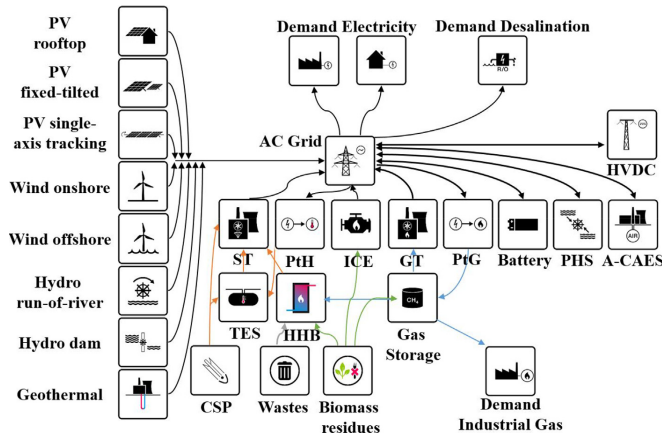 Demand Electricity
Demand Desalination
PV
rooftop
PV
fixed-tilted
PV single-
axis tracking
Wind onshore
Wind offshore
Hydro
run-of-river
Hydro dam
Geothermal
R/O
AC Grid
HVDC
ST
PtH
ICE
GT
PtG
Battery
PHS
AIR
A-CAES
TES
HHB
CH₄
Gas
Storage
CSP
Wastes
Biomass
residues
Demand
Industrial Gas